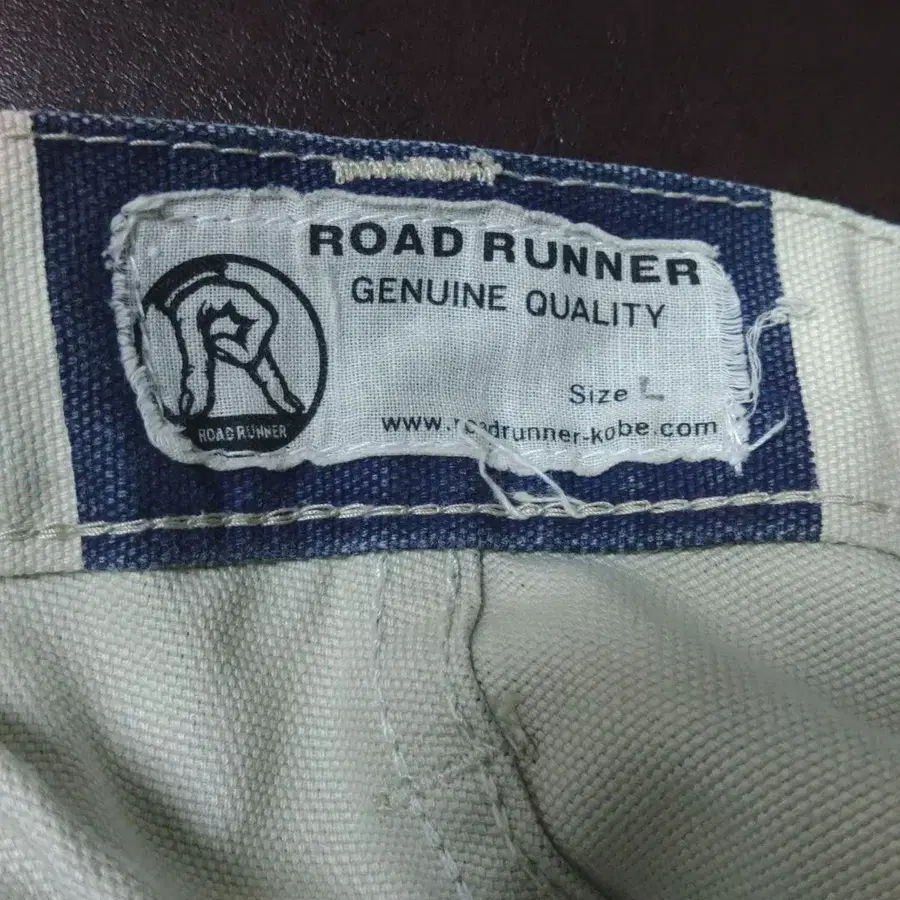 ROAD RUNNER
GENUINE QUALITY
Size L
www.roadrunner-kobe.com
ROAD RUNNER